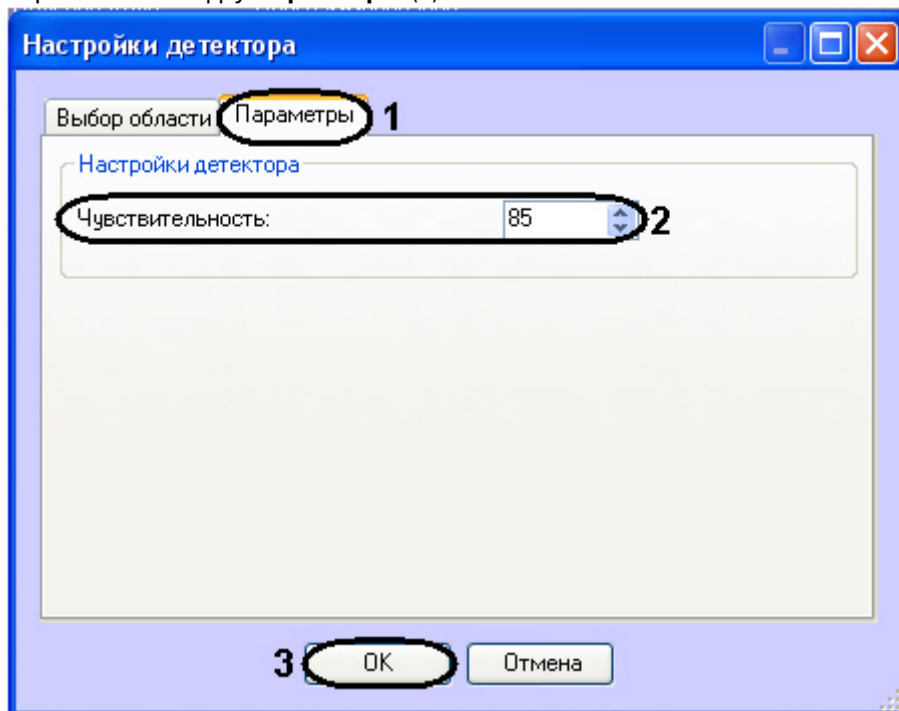 Настройки детектора
Выбор области Параметры 1
Настройки детектора
Чувствительность: 85 2
3 OK Отмена